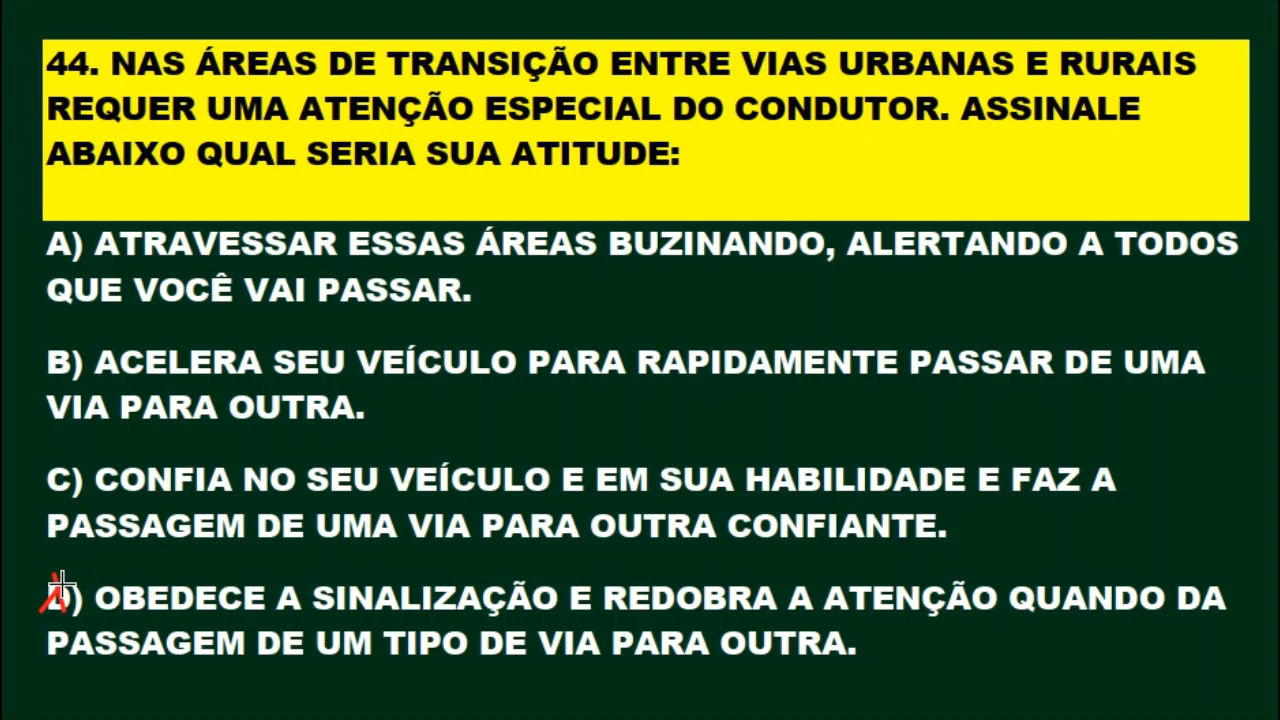 44. NAS ÁREAS DE TRANSIÇÃO ENTRE VIAS URBANAS E RURAIS
REQUER UMA ATENÇÃO ESPECIAL DO CONDUTOR. ASSINALE
ABAIXO QUAL SERIA SUA ATITUDE:
A) ATRAVESSAR ESSAS ÁREAS BUZINANDO, ALERTANDO A TODOS
QUE VOCÊ VAI PASSAR.
B) ACELERA SEU VEÍCULO PARA RAPIDAMENTE PASSAR DE UMA
VIA PARA OUTRA.
C) CONFIA NO SEU VEÍCULO E EM SUA HABILIDADE E FAZ A
PASSAGEM DE UMA VIA PARA OUTRA CONFIANTE.
D) OBEDECE A SINALIZAÇÃO E REDOBRA A ATENÇÃO QUANDO DA
PASSAGEM DE UM TIPO DE VIA PARA OUTRA.